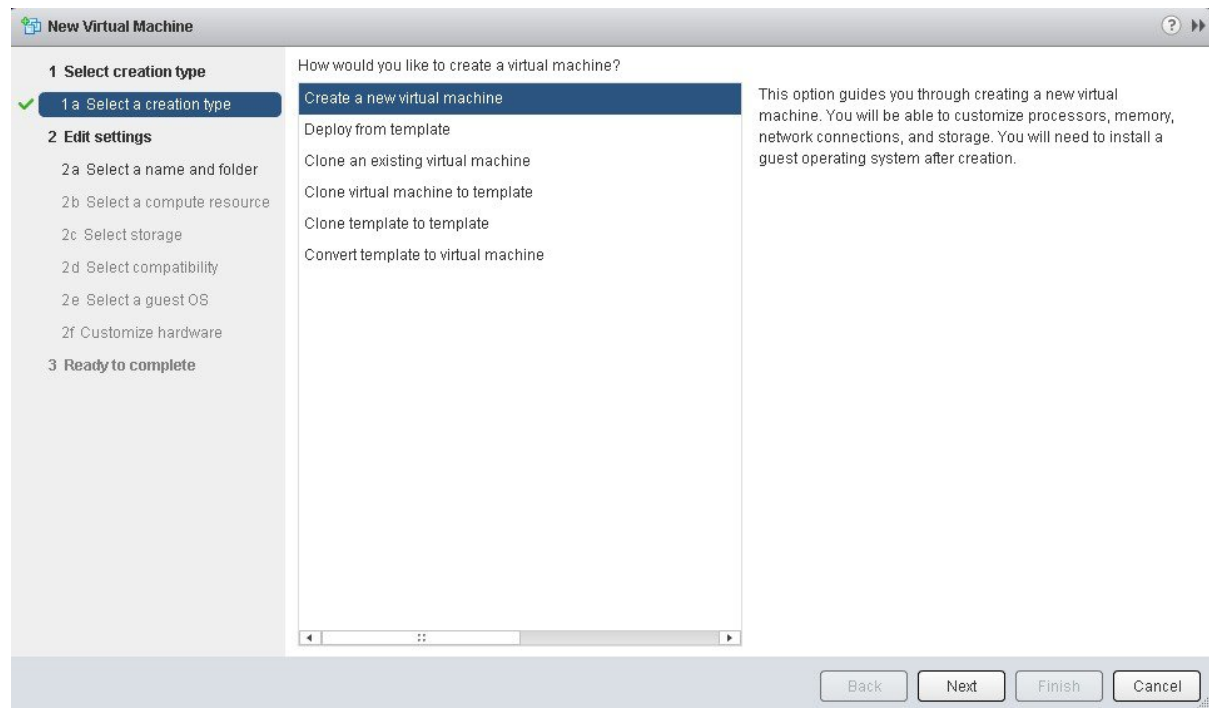 New Virtual Machine
?
1 Select creation type
1a Select a creation type
2 Edit settings
2a Select a name and folder
2b Select a compute resource
2c Select storage
2d Select compatibility
2e Select a guest OS
2f Customize hardware
3 Ready to complete
How would you like to create a virtual machine?
Create a new virtual machine
Deploy from template
Clone an existing virtual machine
Clone virtual machine to template
Clone template to template
Convert template to virtual machine
This option guides you through creating a new virtual
machine. You will be able to customize processors, memory,
network connections, and storage. You will need to install a
guest operating system after creation.
Back Next Finish Cancel